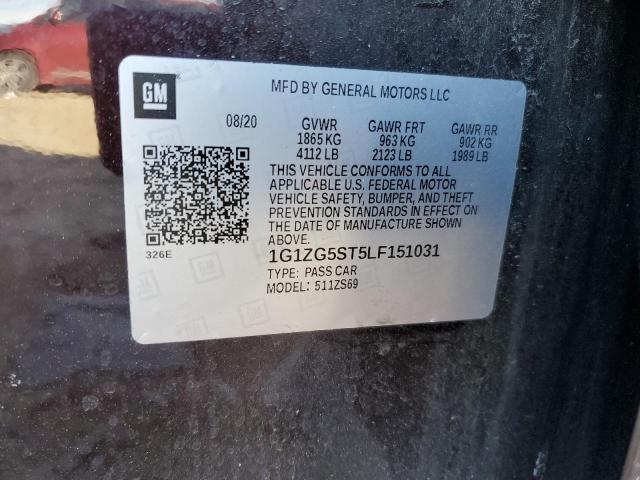 GM
MFD BY GENERAL MOTORS LLC
08/20 GVWR GAWR FRT GAWR RR
1865 KG 963 KG 902 KG
4112 LB 2123 LB 1989 LB
THIS VEHICLE CONFORMS TO ALL
APPLICABLE U.S. FEDERAL MOTOR
VEHICLE SAFETY, BUMPER, AND THEFT
PREVENTION STANDARDS IN EFFECT ON
THE DATE OF MANUFACTURE SHOWN
ABOVE.
326E
1G1ZG5ST5LF151031
TYPE: PASS CAR
MODEL: 511ZS69